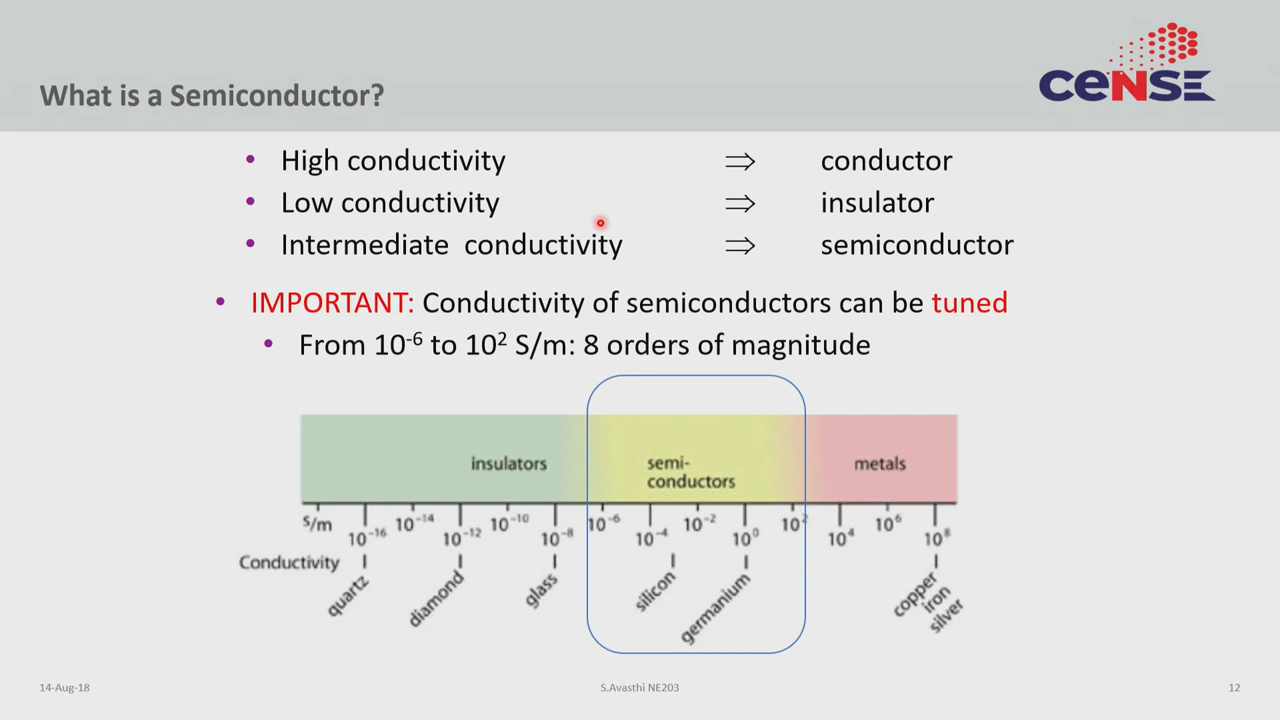 ceNSE
What is a Semiconductor?
• High conductivity ⇒ conductor
• Low conductivity ⇒ insulator
• Intermediate conductivity ⇒ semiconductor
• IMPORTANT: Conductivity of semiconductors can be tuned
• From 10⁻⁶ to 10² S/m: 8 orders of magnitude
insulators
semi-
conductors
metals
S/m
10⁻¹⁶ 10⁻¹⁴ 10⁻¹² 10⁻¹⁰ 10⁻⁸ 10⁻⁶ 10⁻⁴ 10⁻² 10⁰ 10² 10⁴ 10⁶ 10⁸
Conductivity
quartz
diamond
glass
silicon
germanium
copper
iron
silver
14-Aug-18
S.Avasthi NE203
12